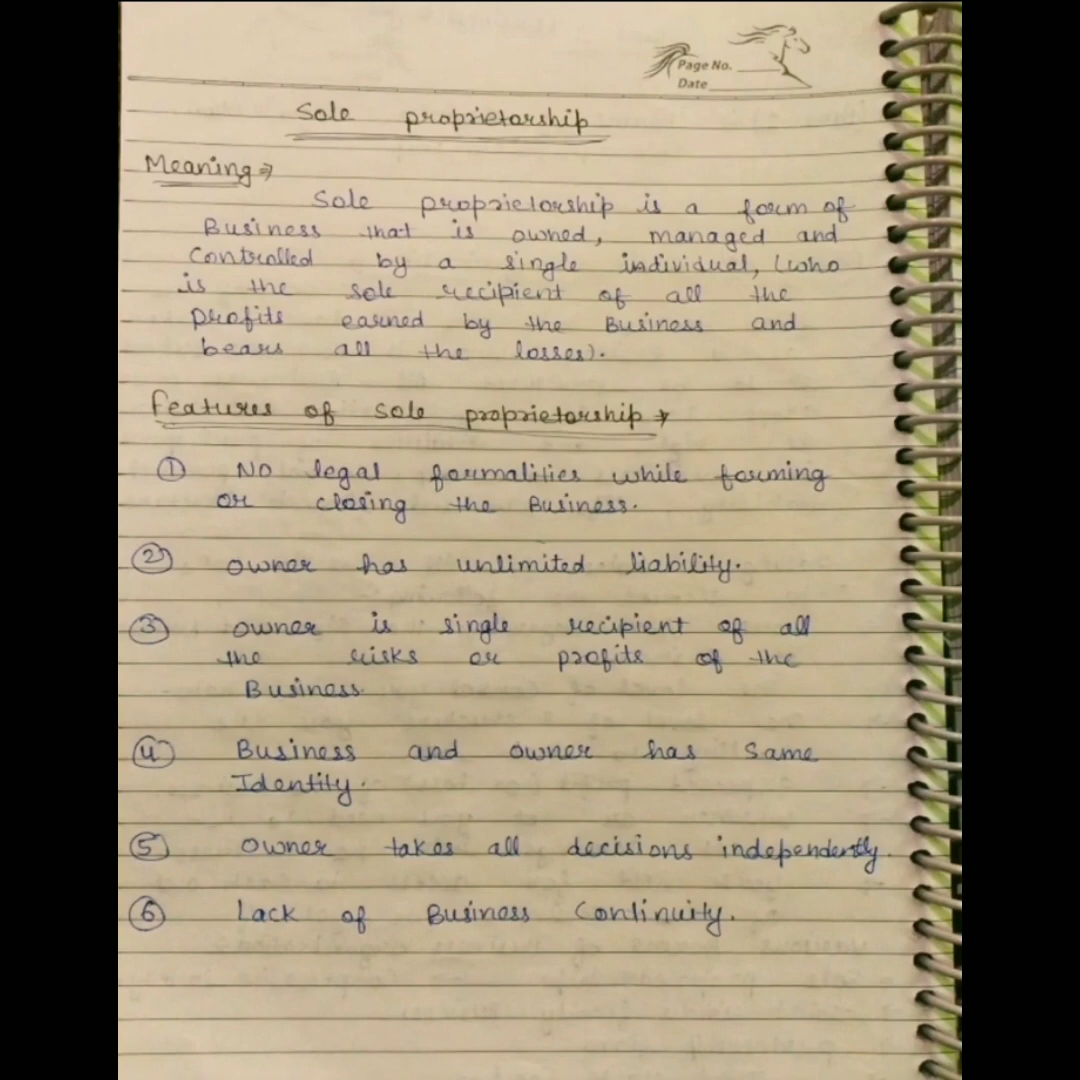 Page No.
Date
Sole proprietorship
Meaning ⇒
Sole proprietorship is a form of
Business that is owned, managed and
controlled by a single individual, (who
is the sole recipient of all the
profits earned by the Business and
bears all the losses).
Features of sole proprietorship →
① No legal formalities while forming
or closing the Business.
② owner has unlimited liability.
③ owner is single recipient of all
the risks or profits of the
Business.
④ Business and owner has same
Identity.
⑤ owner takes all decisions independently.
⑥ Lack of Business Continuity.